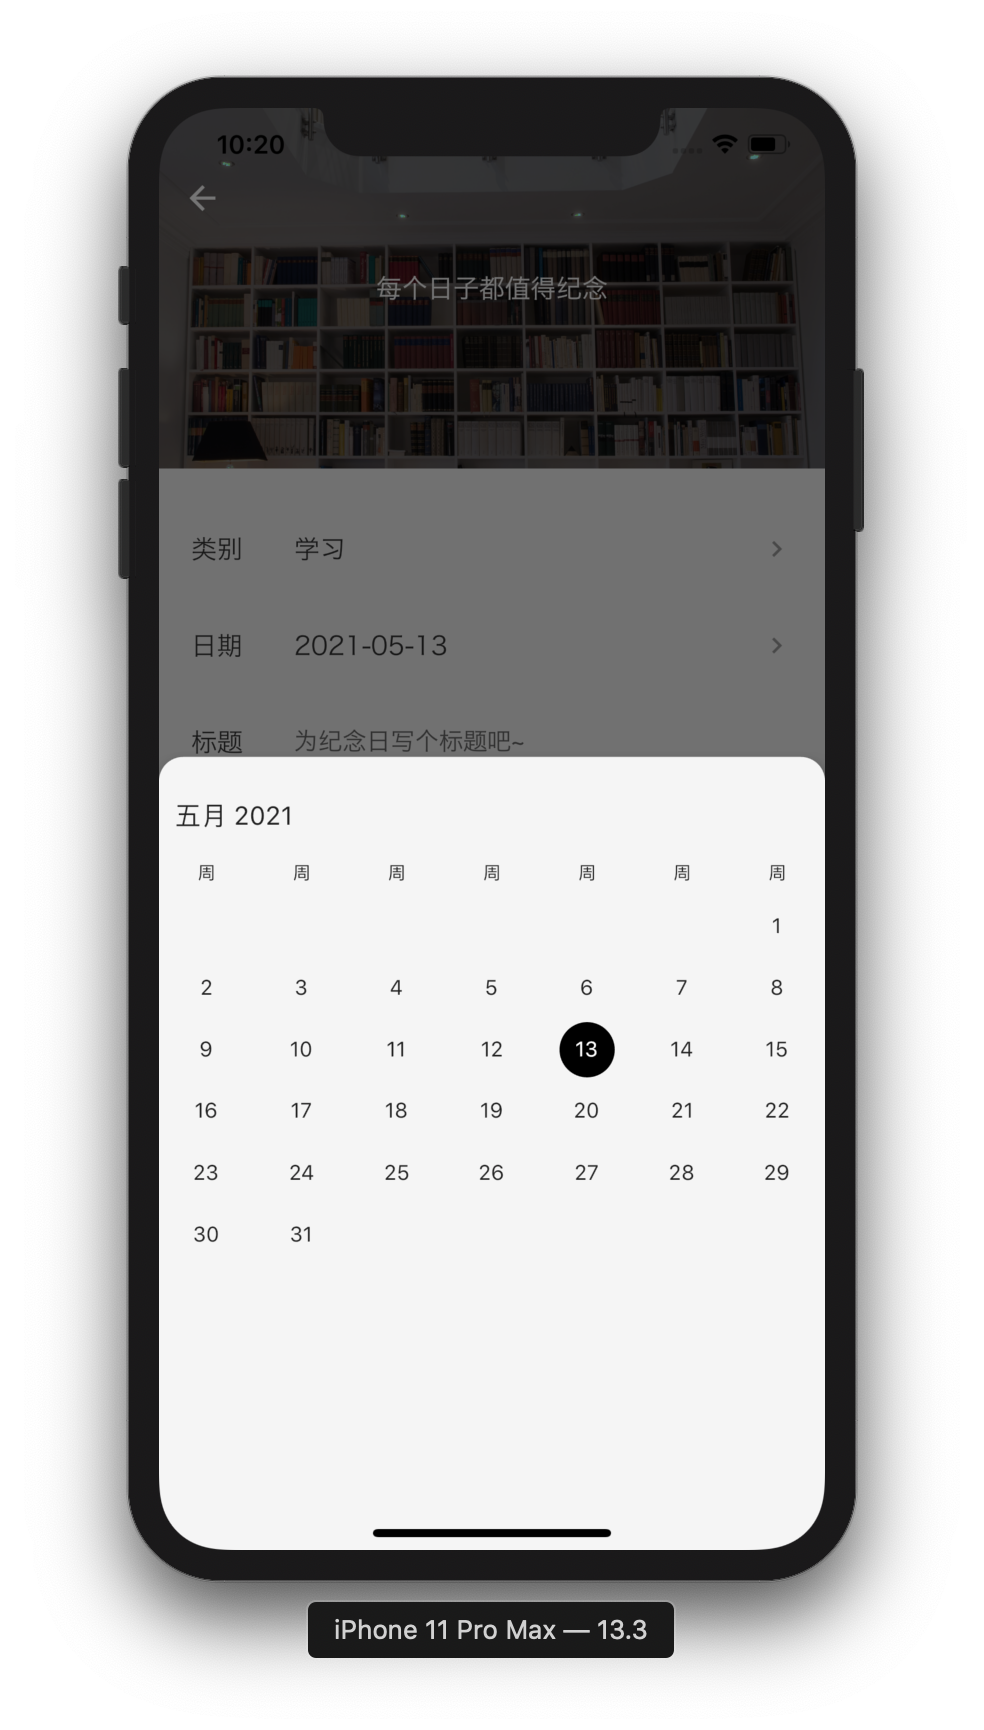 10:20
每个日子都值得纪念
类别 学习
日期 2021-05-13
标题 为纪念日写个标题吧~
五月 2021
周 周 周 周 周 周 周
1
2 3 4 5 6 7 8
9 10 11 12 13 14 15
16 17 18 19 20 21 22
23 24 25 26 27 28 29
30 31
iPhone 11 Pro Max — 13.3